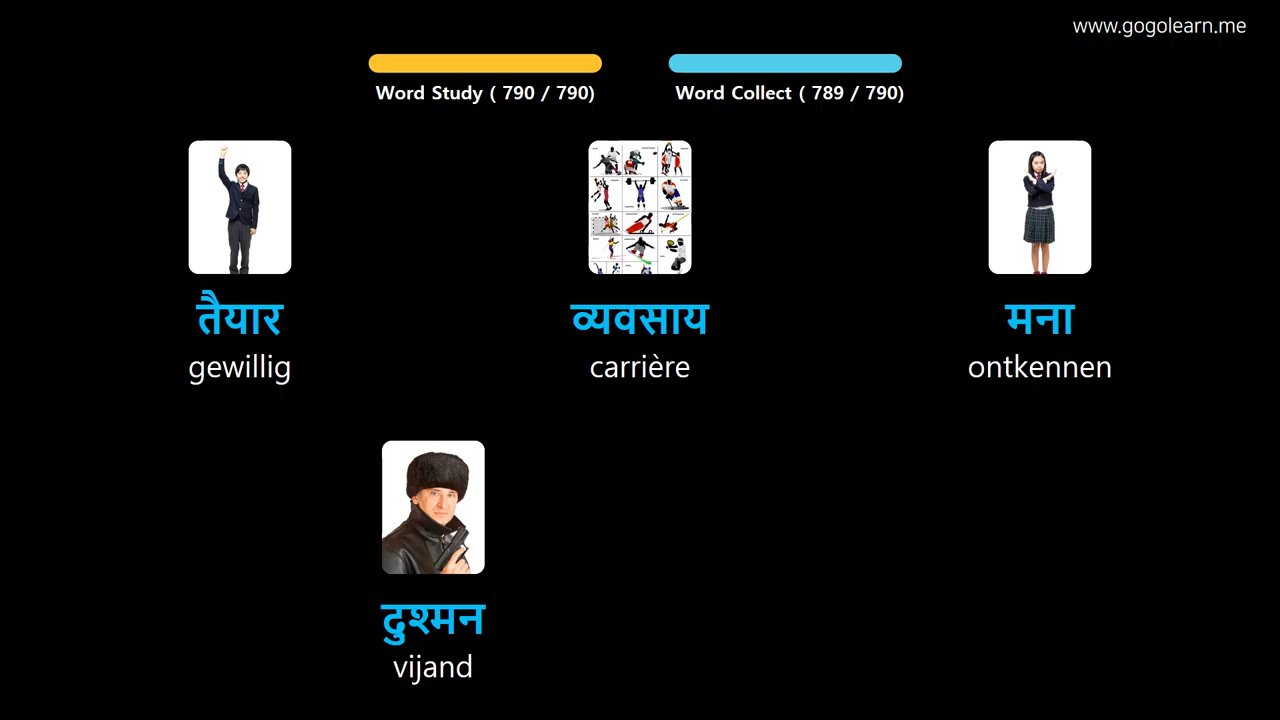 www.gogolearn.me
Word Study ( 790 / 790)
Word Collect ( 789 / 790)
तैयार
gewillig
व्यवसाय
carrière
मना
ontkennen
दुश्मन
vijand